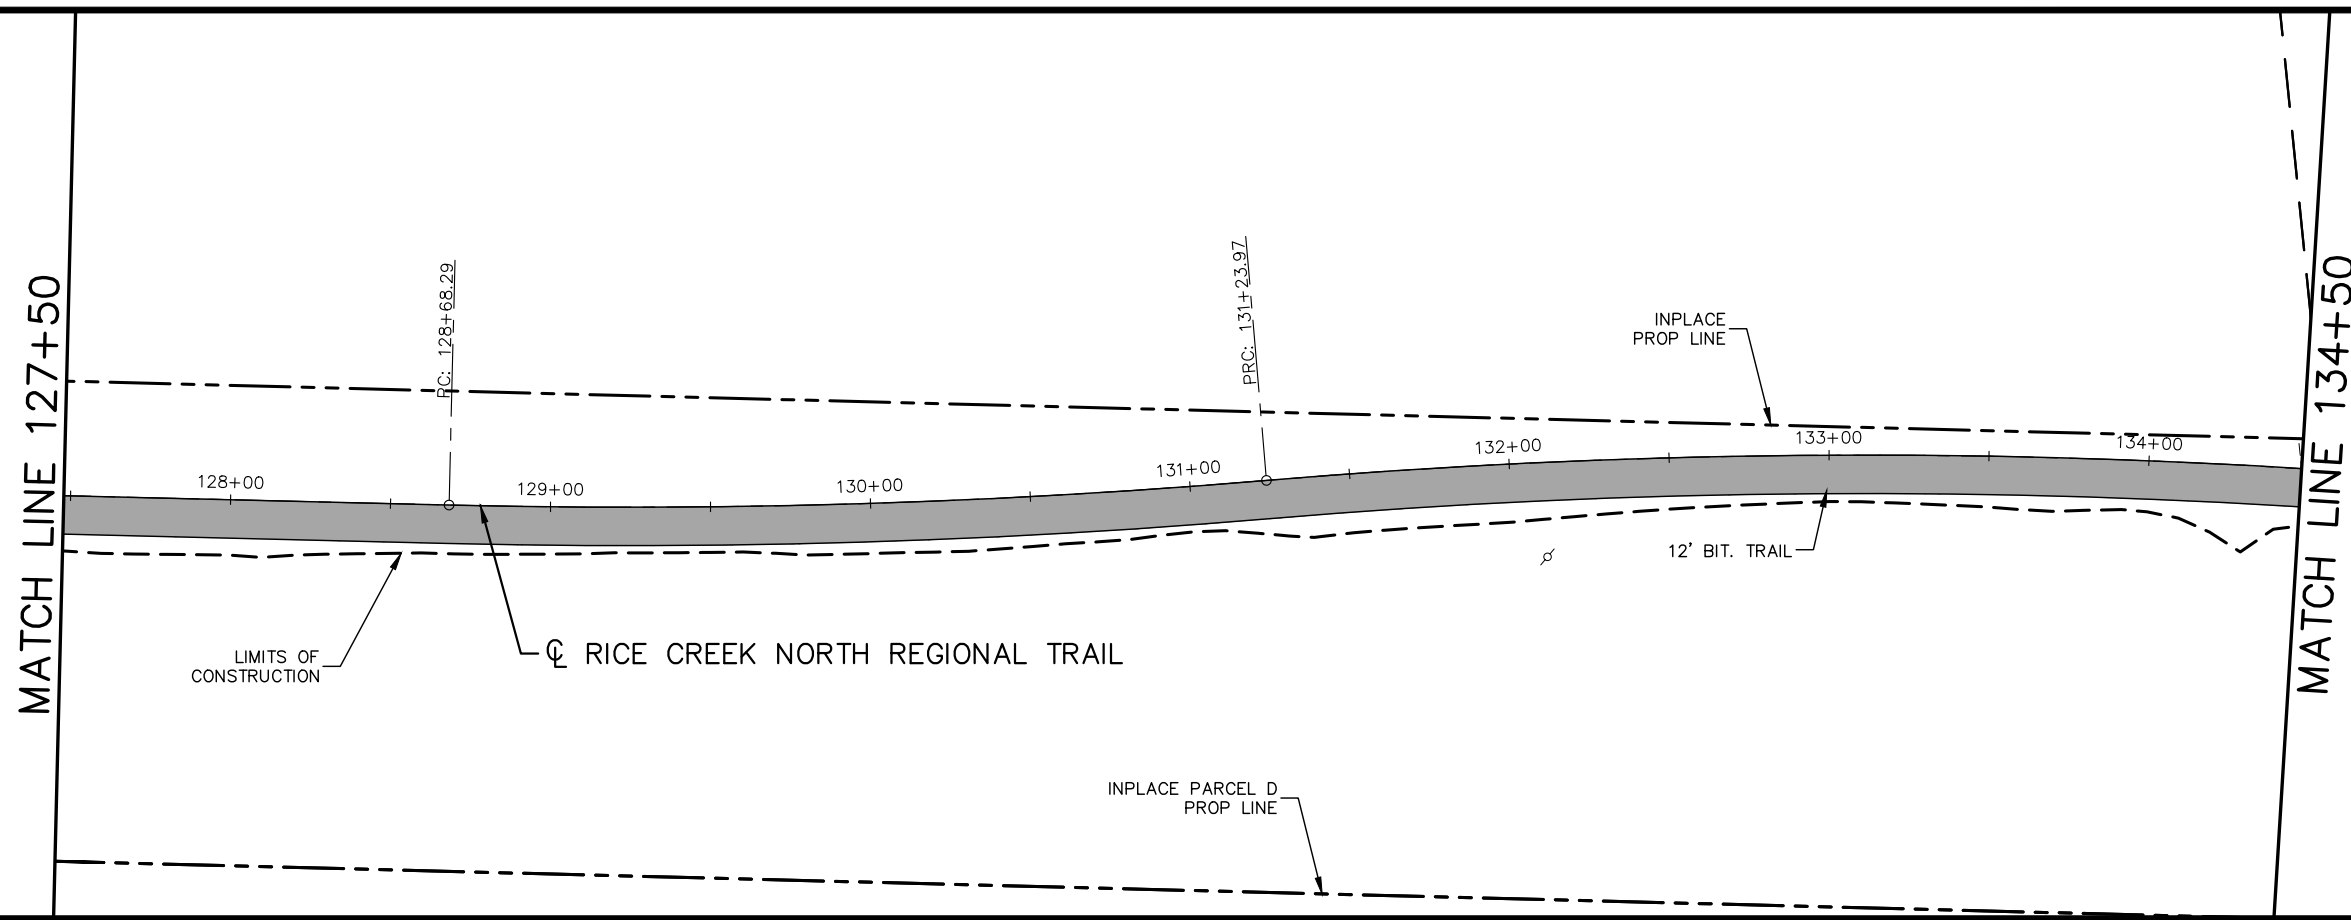 MATCH LINE 127+50
PC: 128+68.29
PRC: 131+23.97
INPLACE
PROP LINE
128+00
129+00
130+00
131+00
132+00
133+00
134+00
12' BIT. TRAIL
LIMITS OF
CONSTRUCTION
℄ RICE CREEK NORTH REGIONAL TRAIL
INPLACE PARCEL D
PROP LINE
MATCH LINE 134+50